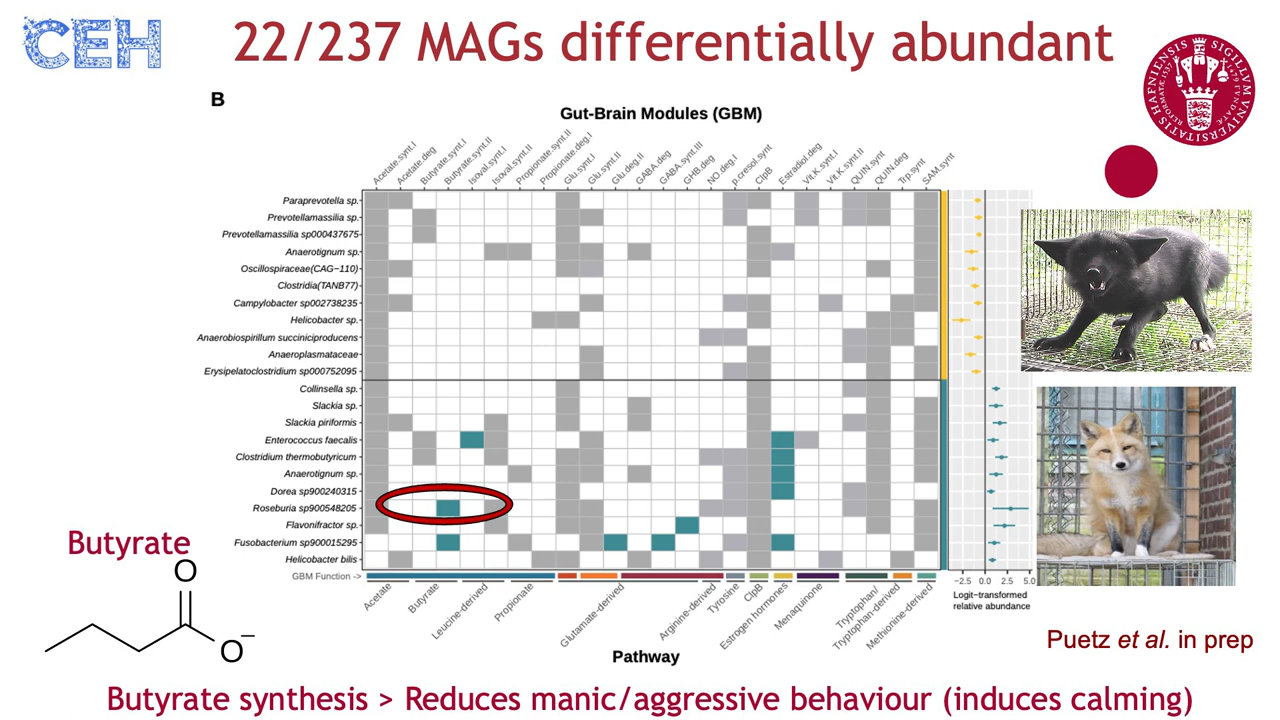 CEH
22/237 MAGs differentially abundant
B
Gut-Brain Modules (GBM)
Acetate.synt.I
Acetate.deg
Butyrate.synt.I
Butyrate.synt.II
Isoval.synt.I
Isoval.synt.II
Propionate.synt.II
Propionate.deg.I
Glu.synt.I
Glu.synt.II
Glu.deg.II
GABA.deg
GABA.synt.III
GHB.deg
NO.deg.I
p.cresol.synt
ClpB
Estradiol.deg
Vit.K.synt.I
Vit.K.synt.II
QUIN.synt
QUIN.deg
Trp.synt
SAM.synt
Paraprevotella sp.
Prevotellamassilia sp.
Prevotellamassilia sp000437675
Anaerotignum sp.
Oscillospiraceae(CAG−110)
Clostridia(TANB77)
Campylobacter sp002738235
Helicobacter sp.
Anaerobiospirillum succiniciproducens
Anaeroplasmataceae
Erysipelatoclostridium sp000752095
Collinsella sp.
Slackia sp.
Slackia piriformis
Enterococcus faecalis
Clostridium thermobutyricum
Anaerotignum sp.
Dorea sp900240315
Roseburia sp900548205
Flavonifractor sp.
Fusobacterium sp900015295
Helicobacter bilis
GBM Function ->
Acetate
Butyrate
Leucine-derived
Propionate
Glutamate-derived
Arginine-derived
Tyrosine
ClpB
Estrogen hormones
Menaquinone
Tryptophan/
Tryptophan-derived
Methionine-derived
−2.5 0.0 2.5 5.0
Logit−transformed
relative abundance
Pathway
Butyrate
O
O−
Puetz et al. in prep
Butyrate synthesis > Reduces manic/aggressive behaviour (induces calming)